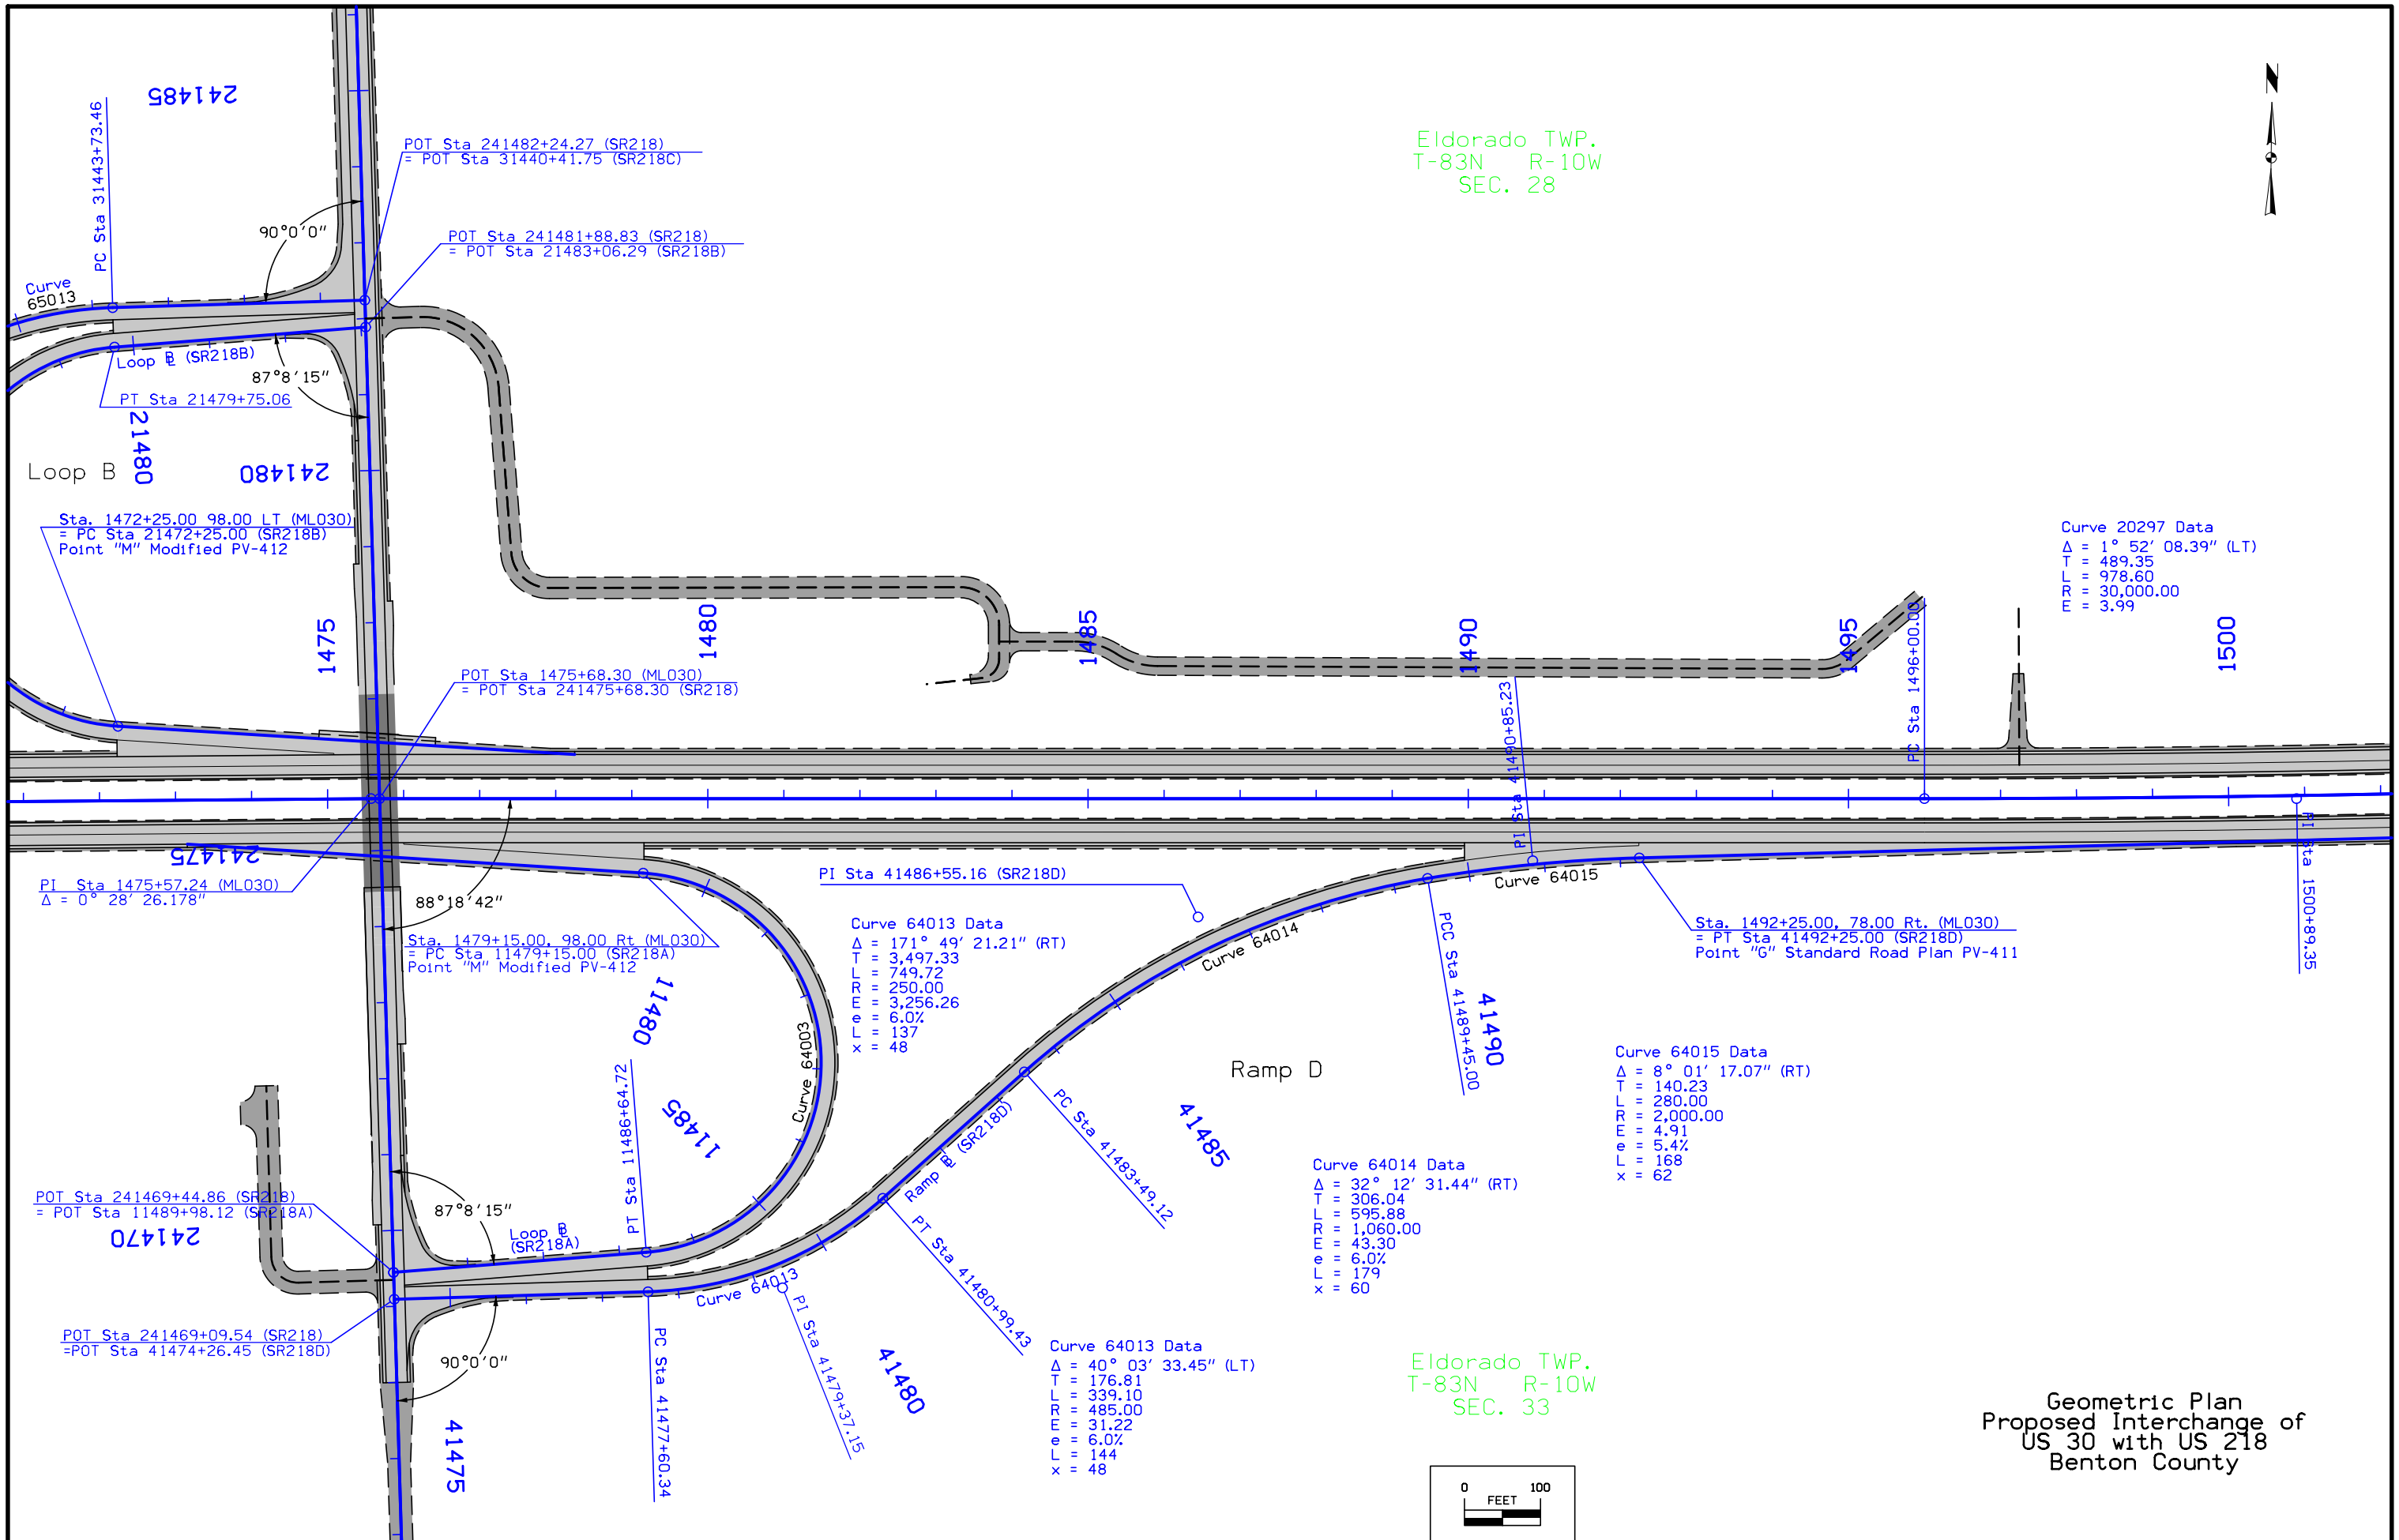 241485
PC Sta 31443+73.46
POT Sta 241482+24.27 (SR218)
= POT Sta 31440+41.75 (SR218C)
Eldorado TWP.
T-83N R-10W
SEC. 28
N
90°0'0"
POT Sta 241481+88.83 (SR218)
= POT Sta 21483+06.29 (SR218B)
Curve
65013
Loop ℄ (SR218B)
87°8'15"
PT Sta 21479+75.06
21480
Loop B
241480
Sta. 1472+25.00 98.00 LT (ML030)
= PC Sta 21472+25.00 (SR218B)
Point "M" Modified PV-412
Curve 20297 Data
Δ = 1° 52' 08.39" (LT)
T = 489.35
L = 978.60
R = 30,000.00
E = 3.99
1475
1480
1485
1490
1495
1500
PC Sta 1496+00.00
POT Sta 1475+68.30 (ML030)
= POT Sta 241475+68.30 (SR218)
PI Sta 41490+85.23
241475
PI Sta 1475+57.24 (ML030)
Δ = 0° 28' 26.178"
88°18'42"
PI Sta 41486+55.16 (SR218D)
Curve 64015
PI Sta 1500+89.35
Sta. 1479+15.00, 98.00 Rt (ML030)
= PC Sta 11479+15.00 (SR218A)
Point "M" Modified PV-412
Curve 64013 Data
Δ = 171° 49' 21.21" (RT)
T = 3,497.33
L = 749.72
R = 250.00
E = 3,256.26
e = 6.0%
L = 137
x = 48
Curve 64014
PCC Sta 41489+45.00
Sta. 1492+25.00, 78.00 Rt. (ML030)
= PT Sta 41492+25.00 (SR218D)
Point "G" Standard Road Plan PV-411
11480
41490
Curve 64003
Ramp D
Curve 64015 Data
Δ = 8° 01' 17.07" (RT)
T = 140.23
L = 280.00
R = 2,000.00
E = 4.91
e = 5.4%
L = 168
x = 62
PT Sta 11486+64.72
11485
Ramp ℄ (SR218D)
PC Sta 41483+49.12
41485
Curve 64014 Data
Δ = 32° 12' 31.44" (RT)
T = 306.04
L = 595.88
R = 1,060.00
E = 43.30
e = 6.0%
L = 179
x = 60
POT Sta 241469+44.86 (SR218)
= POT Sta 11489+98.12 (SR218A)
241470
87°8'15"
Loop ℄
(SR218A)
PT Sta 41480+99.43
Curve 64013
PI Sta 41479+37.15
POT Sta 241469+09.54 (SR218)
=POT Sta 41474+26.45 (SR218D)
90°0'0"
PC Sta 41477+60.34
41475
41480
Curve 64013 Data
Δ = 40° 03' 33.45" (LT)
T = 176.81
L = 339.10
R = 485.00
E = 31.22
e = 6.0%
L = 144
x = 48
Eldorado TWP.
T-83N R-10W
SEC. 33
Geometric Plan
Proposed Interchange of
US 30 with US 218
Benton County
0 100
FEET